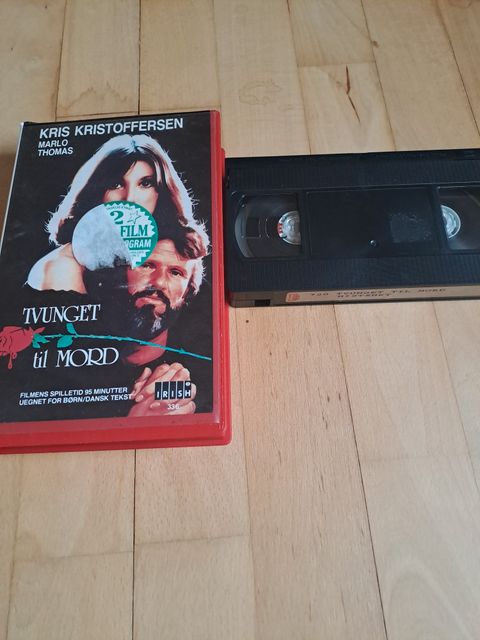 KRIS KRISTOFFERSEN
MARLO
THOMAS
2
FILM
PROGRAM
TVUNGET
til MORD
FILMENS SPILLETID 95 MINUTTER
UEGNET FOR BØRN/DANSK TEKST
IRISH
336
720 TVUNGET TIL MORD